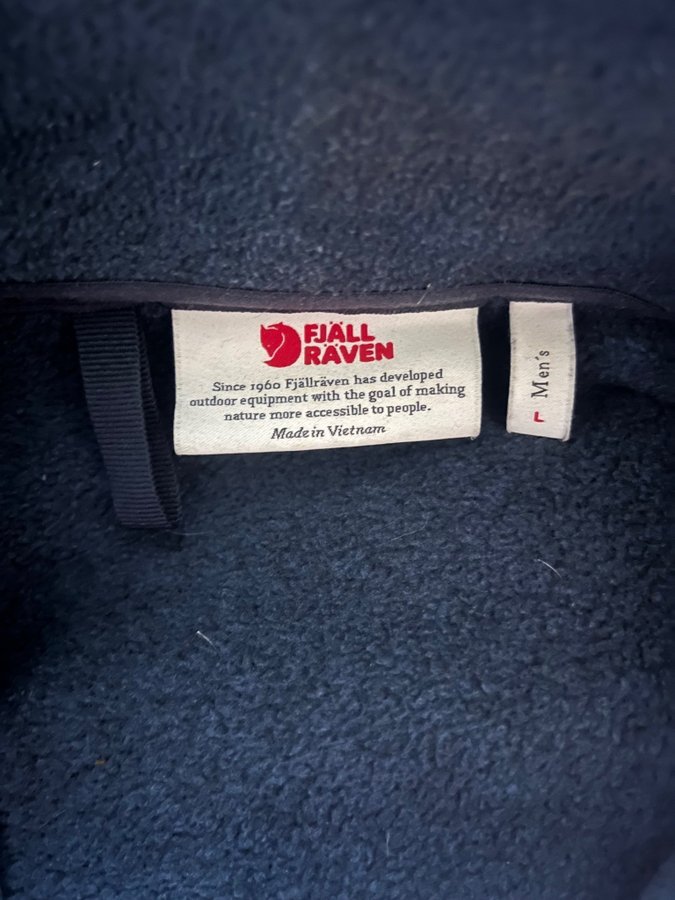 FJÄLL
RÄVEN
Since 1960 Fjällräven has developed
outdoor equipment with the goal of making
nature more accessible to people.
Made in Vietnam
Men´s
L